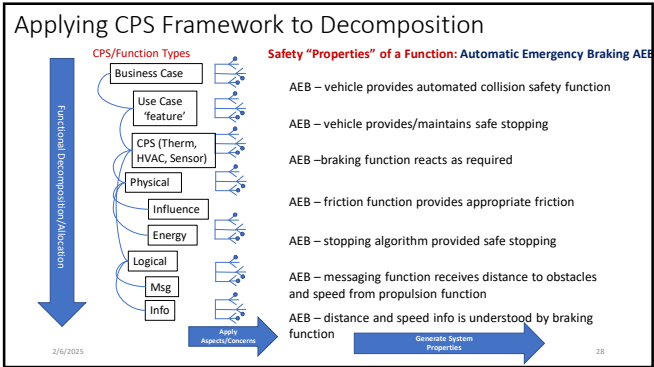 Applying CPS Framework to Decomposition
CPS/Function Types
Safety “Properties” of a Function: Automatic Emergency Braking AEB
Functional Decomposition/Allocation
Business Case
Use Case
‘feature’
CPS (Therm,
HVAC, Sensor)
Physical
Influence
Energy
Logical
Msg
Info
AEB – vehicle provides automated collision safety function
AEB – vehicle provides/maintains safe stopping
AEB –braking function reacts as required
AEB – friction function provides appropriate friction
AEB – stopping algorithm provided safe stopping
AEB – messaging function receives distance to obstacles
and speed from propulsion function
AEB – distance and speed info is understood by braking
function
Apply
Aspects/Concerns
Generate System
Properties
2/6/2025
28